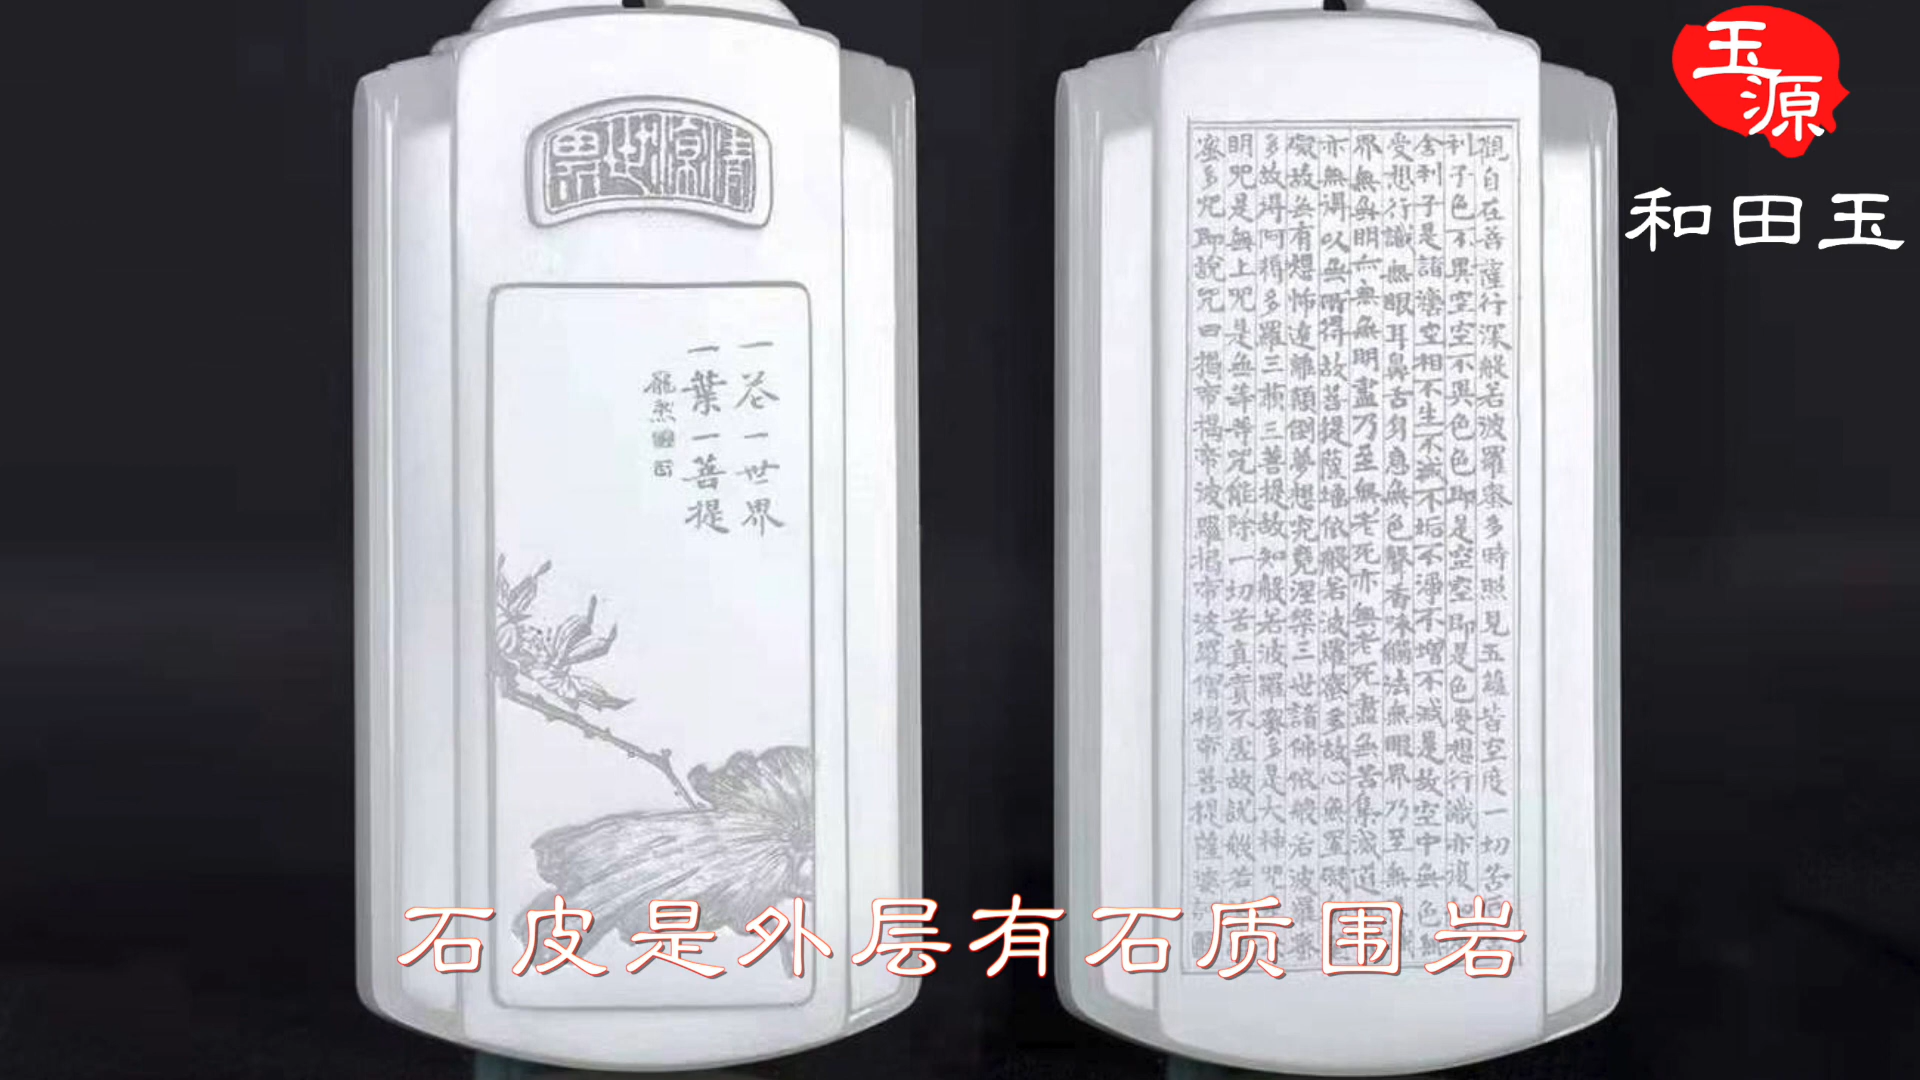 清凉世界
一花一世界
一葉一菩提
觀自在菩薩行深般若波羅蜜多時照見五蘊皆空度一切苦
利子色不異空空不異色色即是空空即是色受想行識亦復
舍利子是諸法空相不生不滅不垢不淨不增不減是故空中無色無
受想行識無眼耳鼻舌身意無色聲香味觸法無眼界乃至無
界無無明亦無無明盡乃至無老死亦無老死盡無苦集滅道
亦無得以無所得故菩提薩埵依般若波羅蜜多故心無罣礙
礙故無有恐怖遠離顛倒夢想究竟涅槃三世諸佛依般若波羅蜜
多故得阿耨多羅三藐三菩提故知般若波羅蜜多是大神咒
明咒是無上咒是無等等咒能除一切苦真實不虛故說般若
蜜多咒即說咒曰揭帝揭帝波羅揭帝波羅僧揭帝菩提薩婆訶
玉源
和田玉
石皮是外层有石质围岩